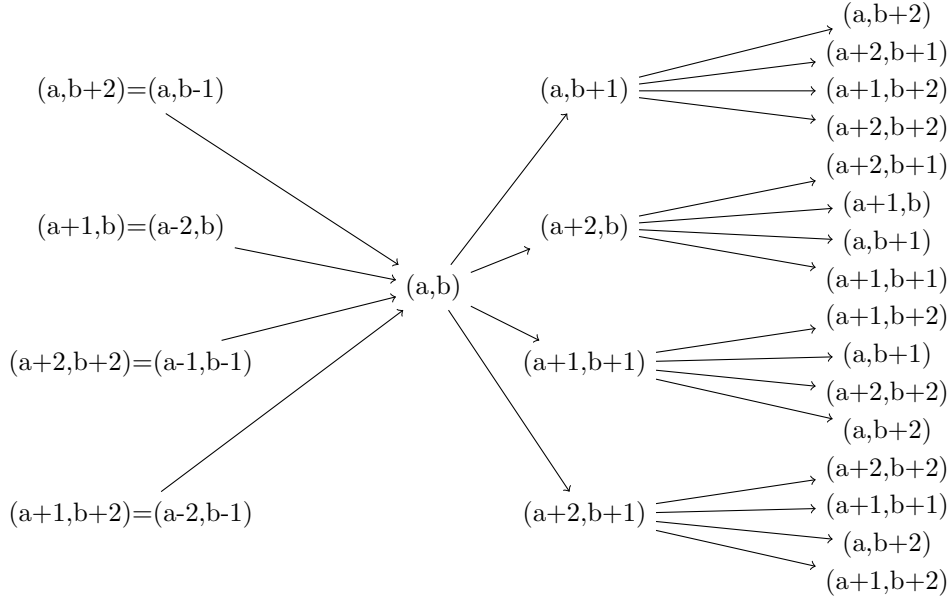 (a,b+2)=(a,b-1)
(a+1,b)=(a-2,b)
(a+2,b+2)=(a-1,b-1)
(a+1,b+2)=(a-2,b-1)
(a,b)
(a,b+1)
(a+2,b)
(a+1,b+1)
(a+2,b+1)
(a,b+2)
(a+2,b+1)
(a+1,b+2)
(a+2,b+2)
(a+2,b+1)
(a+1,b)
(a,b+1)
(a+1,b+1)
(a+1,b+2)
(a,b+1)
(a+2,b+2)
(a,b+2)
(a+2,b+2)
(a+1,b+1)
(a,b+2)
(a+1,b+2)